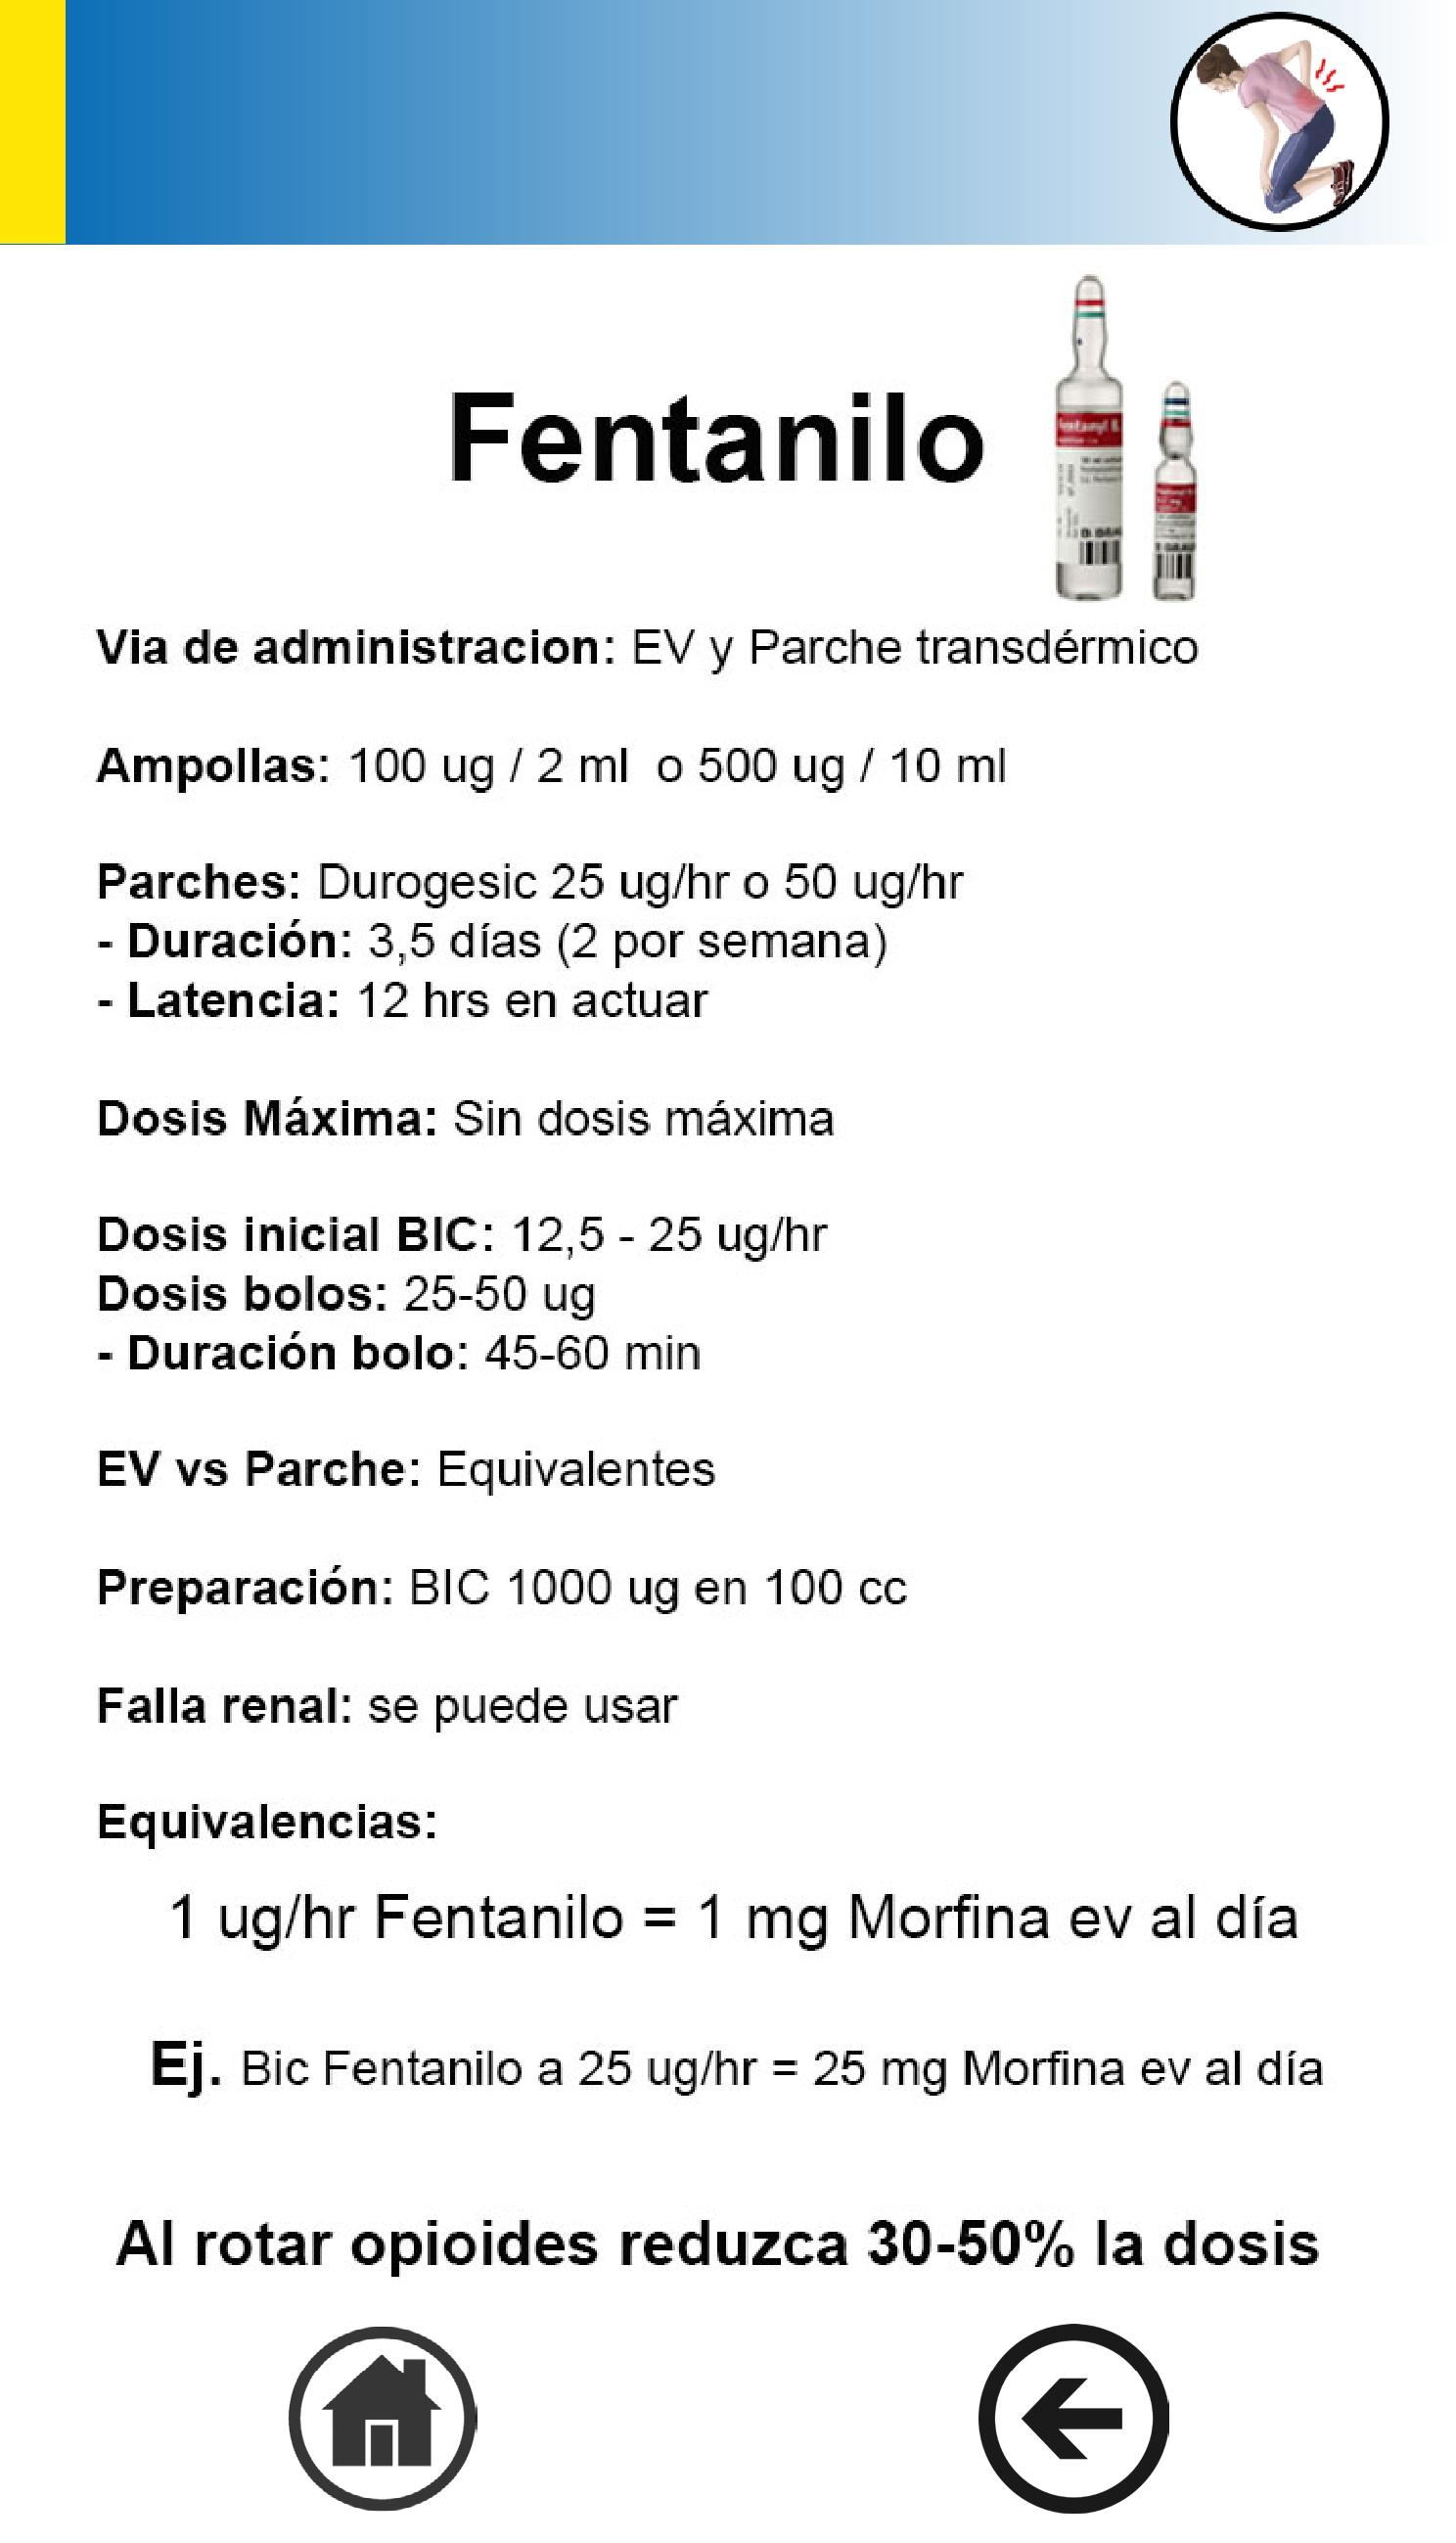 Fentanilo
Via de administracion: EV y Parche transdérmico
Ampollas: 100 ug / 2 ml o 500 ug / 10 ml
Parches: Durogesic 25 ug/hr o 50 ug/hr
- Duración: 3,5 días (2 por semana)
- Latencia: 12 hrs en actuar
Dosis Máxima: Sin dosis máxima
Dosis inicial BIC: 12,5 - 25 ug/hr
Dosis bolos: 25-50 ug
- Duración bolo: 45-60 min
EV vs Parche: Equivalentes
Preparación: BIC 1000 ug en 100 cc
Falla renal: se puede usar
Equivalencias:
1 ug/hr Fentanilo = 1 mg Morfina ev al día
Ej. Bic Fentanilo a 25 ug/hr = 25 mg Morfina ev al día
Al rotar opioides reduzca 30-50% la dosis